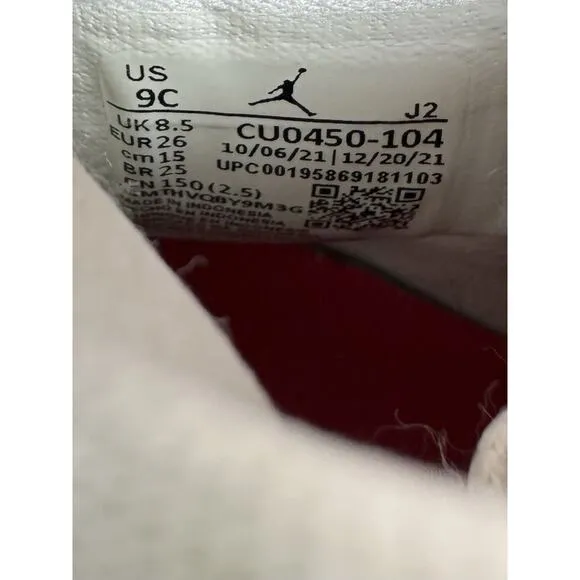 US
9C
J2
UK 8.5
EUR 26
cm 15
BR 25
CN 150 (2.5)
CU0450-104
10/06/21 | 12/20/21
UPC00195869181103
MADE IN INDONESIA